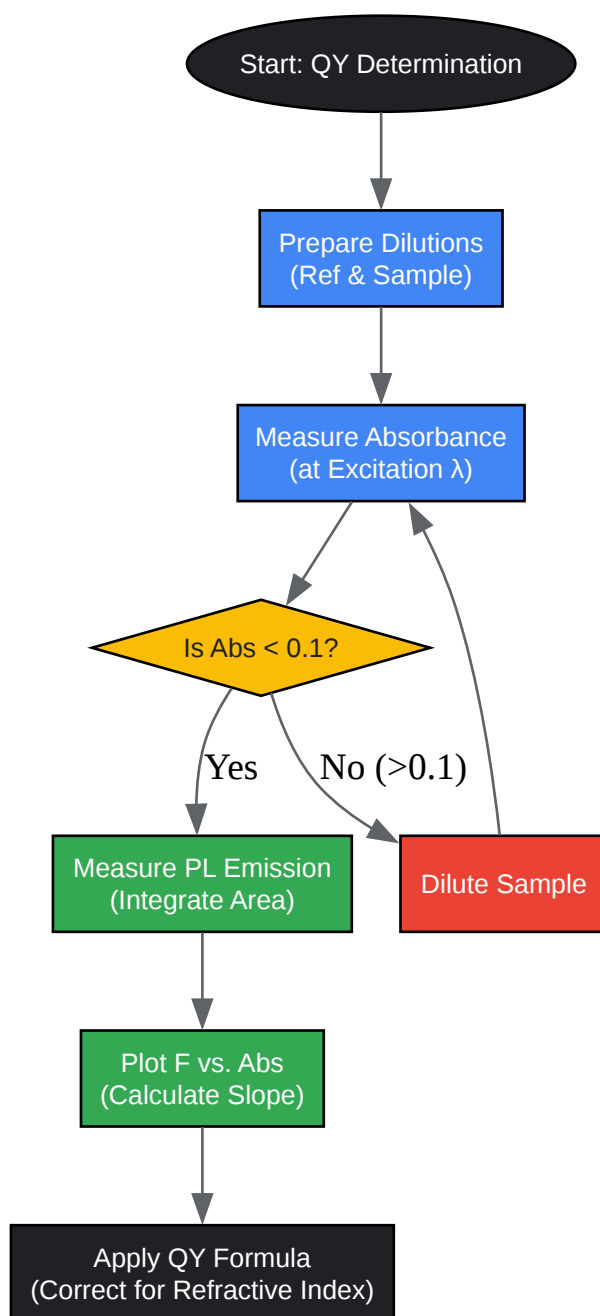 Start: QY Determination
Prepare Dilutions
(Ref & Sample)
Measure Absorbance
(at Excitation λ)
Is Abs < 0.1?
Yes
No (>0.1)
Measure PL Emission
(Integrate Area)
Dilute Sample
Plot F vs. Abs
(Calculate Slope)
Apply QY Formula
(Correct for Refractive Index)